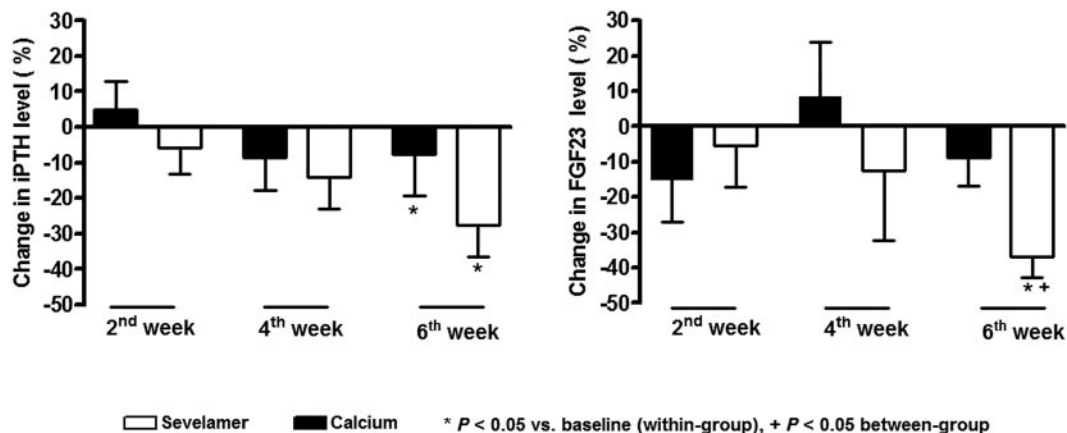 Change in iPTH level ( %)
30
20
10
0
-10
-20
-30
-40
-50
*
*
2nd week
4th week
6th week
Change in FGF23 level ( %)
30
20
10
0
-10
-20
-30
-40
-50
* +
2nd week
4th week
6th week
Sevelamer
Calcium
* P < 0.05 vs. baseline (within-group), + P < 0.05 between-group